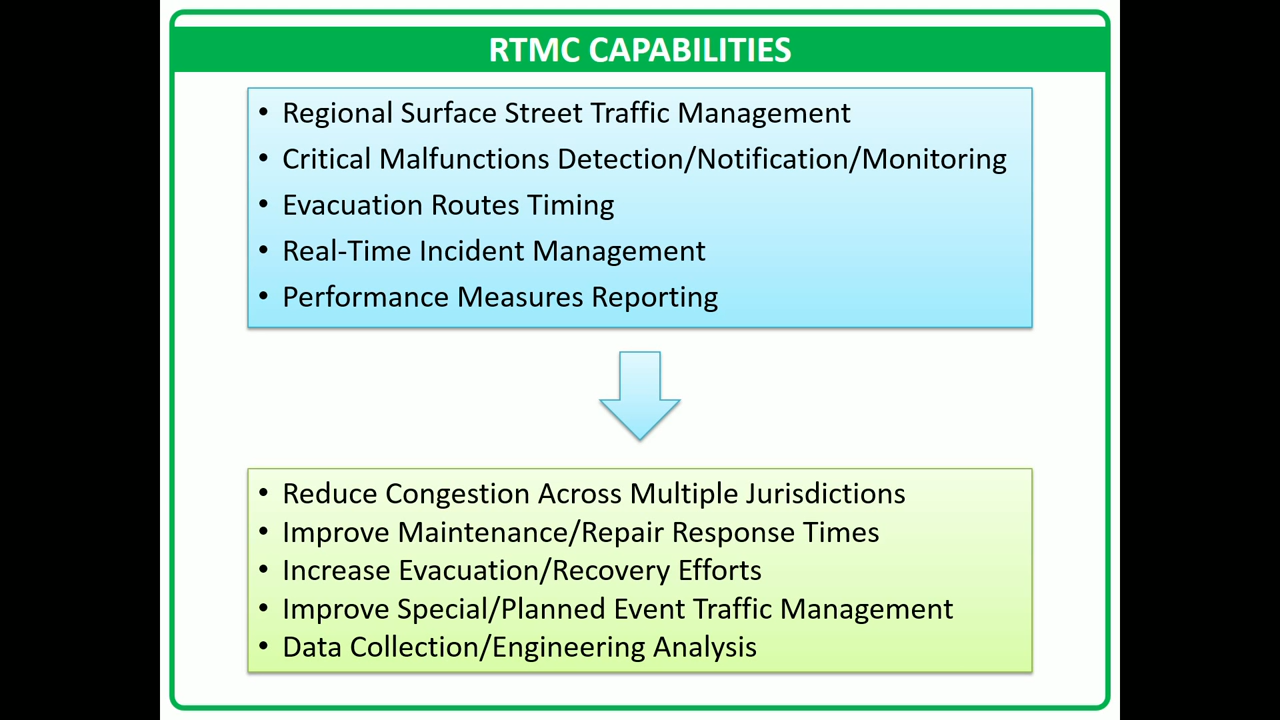 RTMC CAPABILITIES
• Regional Surface Street Traffic Management
• Critical Malfunctions Detection/Notification/Monitoring
• Evacuation Routes Timing
• Real-Time Incident Management
• Performance Measures Reporting
• Reduce Congestion Across Multiple Jurisdictions
• Improve Maintenance/Repair Response Times
• Increase Evacuation/Recovery Efforts
• Improve Special/Planned Event Traffic Management
• Data Collection/Engineering Analysis